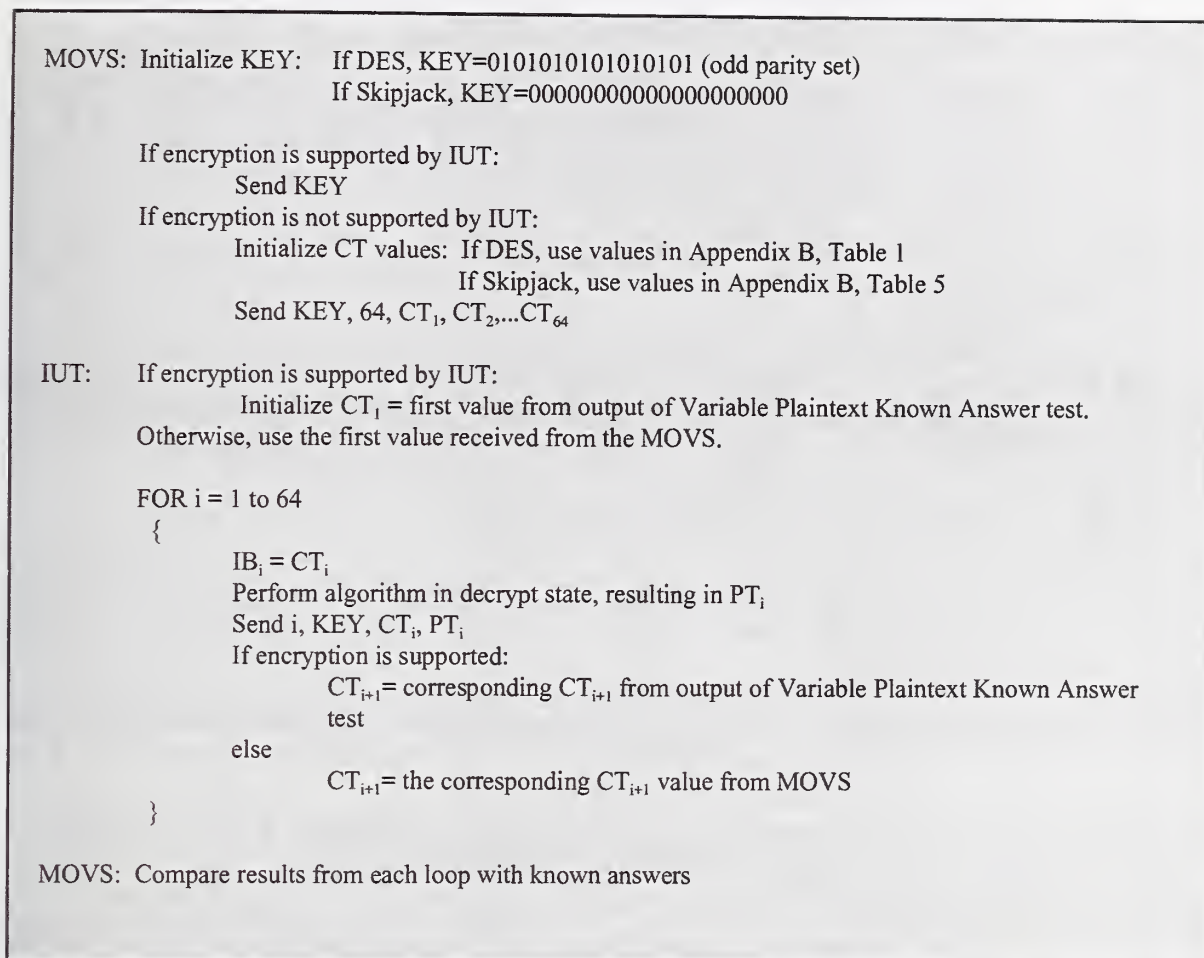 MOVS: Initialize KEY: If DES, KEY=0101010101010101 (odd parity set)
If Skipjack, KEY=00000000000000000000
If encryption is supported by IUT:
Send KEY
If encryption is not supported by IUT:
Initialize CT values: If DES, use values in Appendix B, Table 1
If Skipjack, use values in Appendix B, Table 5
Send KEY, 64, CT₁, CT₂,...CT₆₄
IUT: If encryption is supported by IUT:
Initialize CT₁ = first value from output of Variable Plaintext Known Answer test.
Otherwise, use the first value received from the MOVS.
FOR i = 1 to 64
{
IBᵢ = CTᵢ
Perform algorithm in decrypt state, resulting in PTᵢ
Send i, KEY, CTᵢ, PTᵢ
If encryption is supported:
CTᵢ₊₁= corresponding CTᵢ₊₁ from output of Variable Plaintext Known Answer
test
else
CTᵢ₊₁= the corresponding CTᵢ₊₁ value from MOVS
}
MOVS: Compare results from each loop with known answers